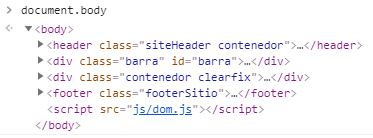 > document.body
<· ▼<body>
▶<header class="siteHeader contenedor">…</header>
▶<div class="barra" id="barra">…</div>
▶<div class="contenedor clearfix">…</div>
▶<footer class="footerSitio">…</footer>
<script src="js/dom.js"></script>
</body>